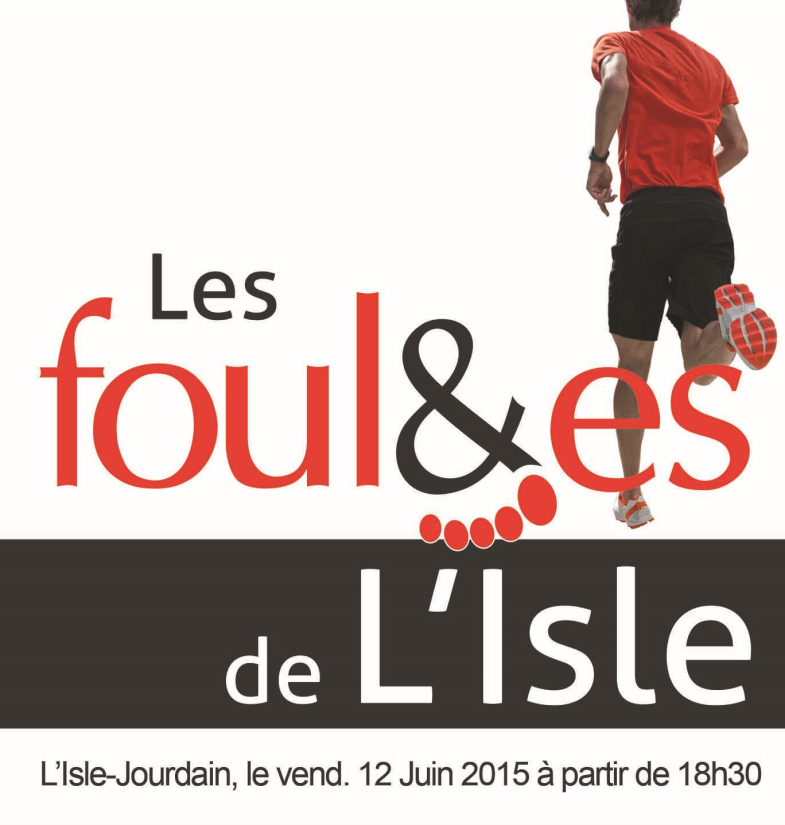 Les
foul&es
de L'Isle
L'Isle-Jourdain, le vend. 12 Juin 2015 à partir de 18h30